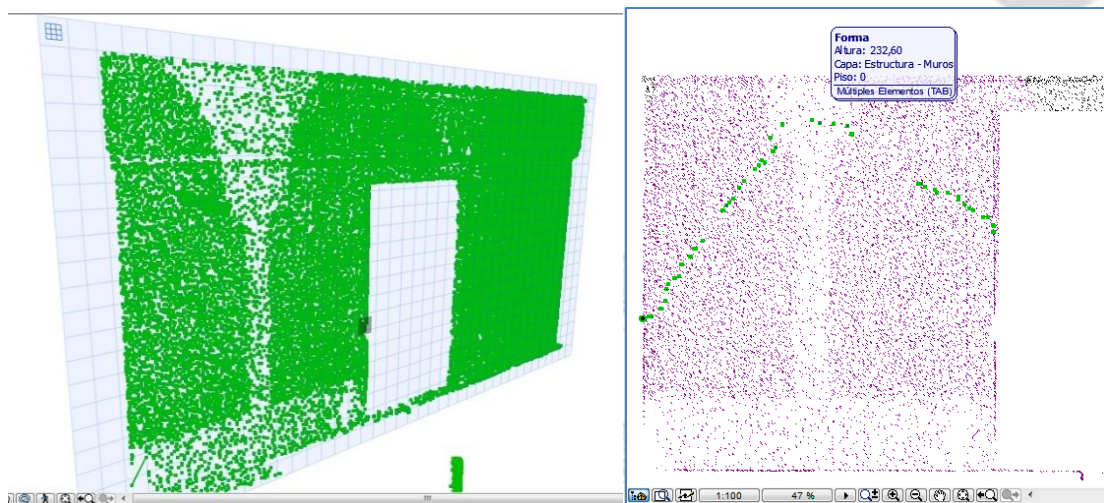 Forma
Altura: 232,60
Capa: Estructura - Muros
Piso: 0
Múltiples Elementos (TAB)
1:100
47 %